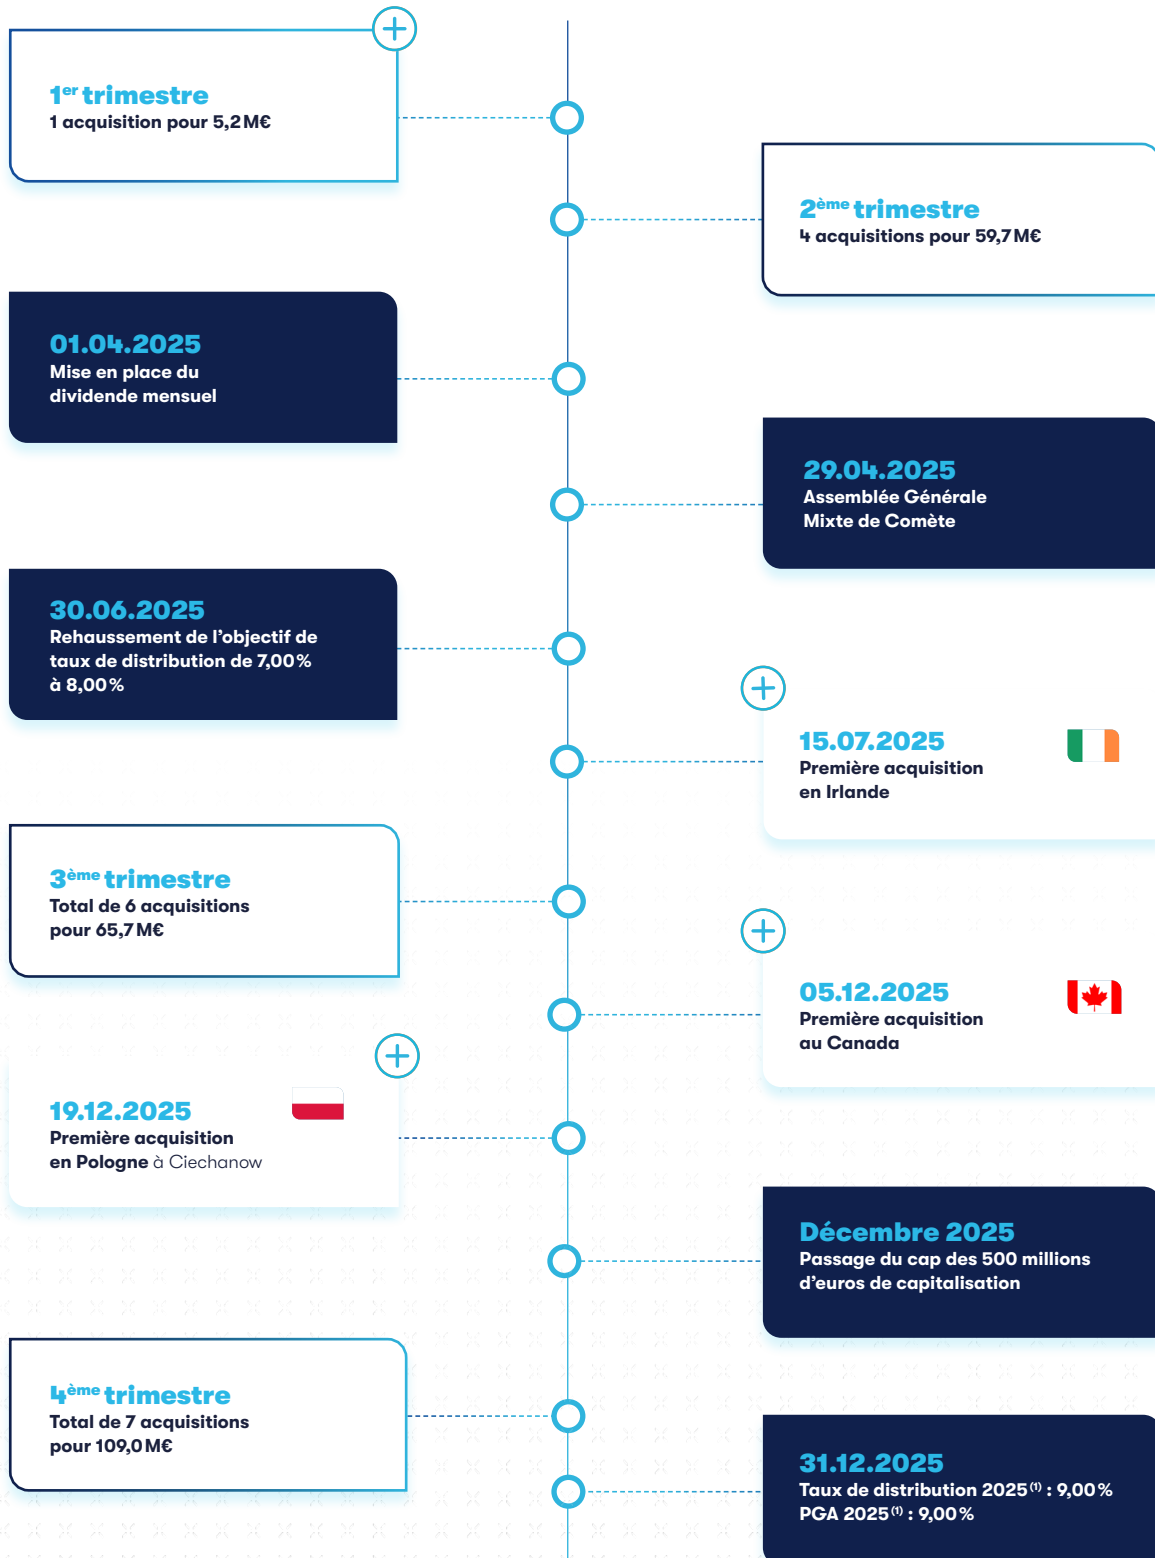 1er trimestre
1 acquisition pour 5,2 M€
2ème trimestre
4 acquisitions pour 59,7 M€
01.04.2025
Mise en place du
dividende mensuel
29.04.2025
Assemblée Générale
Mixte de Comète
30.06.2025
Rehaussement de l’objectif de
taux de distribution de 7,00 %
à 8,00 %
15.07.2025
Première acquisition
en Irlande
3ème trimestre
Total de 6 acquisitions
pour 65,7 M€
05.12.2025
Première acquisition
au Canada
19.12.2025
Première acquisition
en Pologne à Ciechanow
Décembre 2025
Passage du cap des 500 millions
d’euros de capitalisation
4ème trimestre
Total de 7 acquisitions
pour 109,0 M€
31.12.2025
Taux de distribution 2025(1) : 9,00 %
PGA 2025(1) : 9,00 %